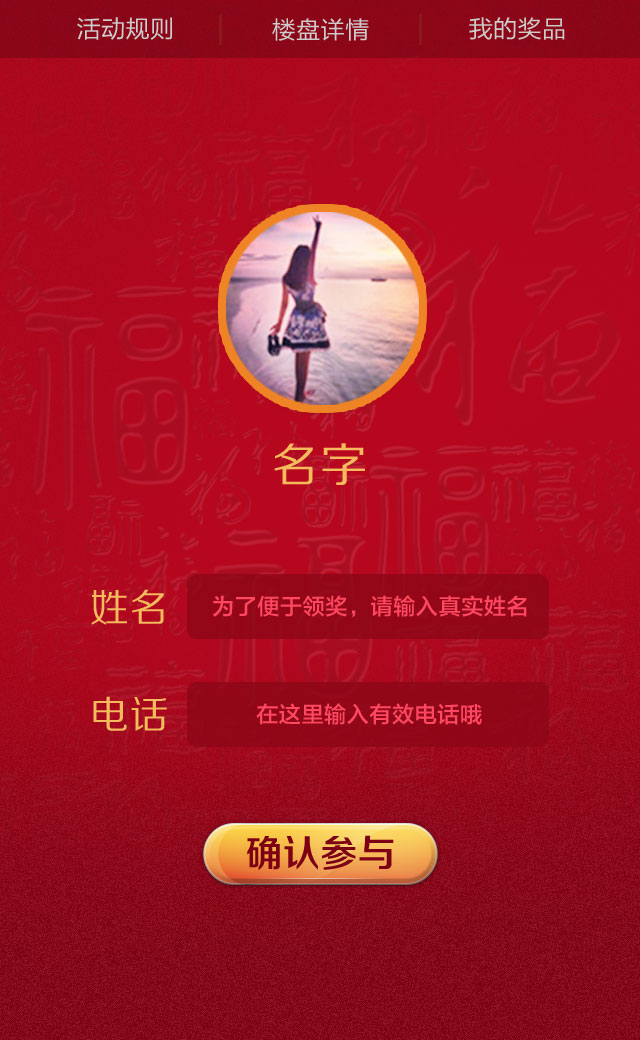 活动规则
楼盘详情
我的奖品
名字
姓名
为了便于领奖，请输入真实姓名
电话
在这里输入有效电话哦
确认参与